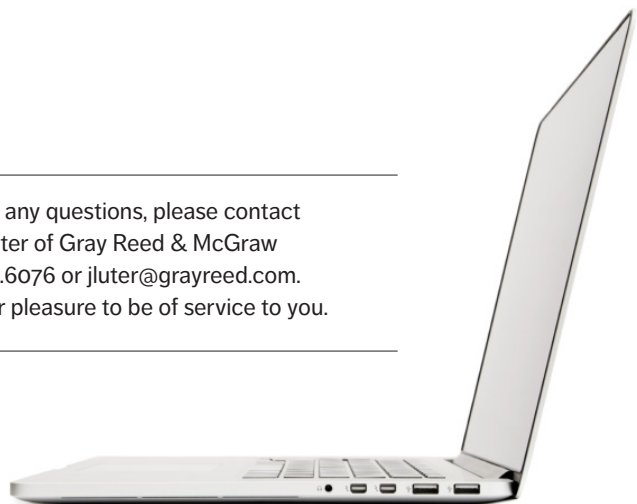 any questions, please contact
ter of Gray Reed & McGraw
.6076 or jluter@grayreed.com.
r pleasure to be of service to you.